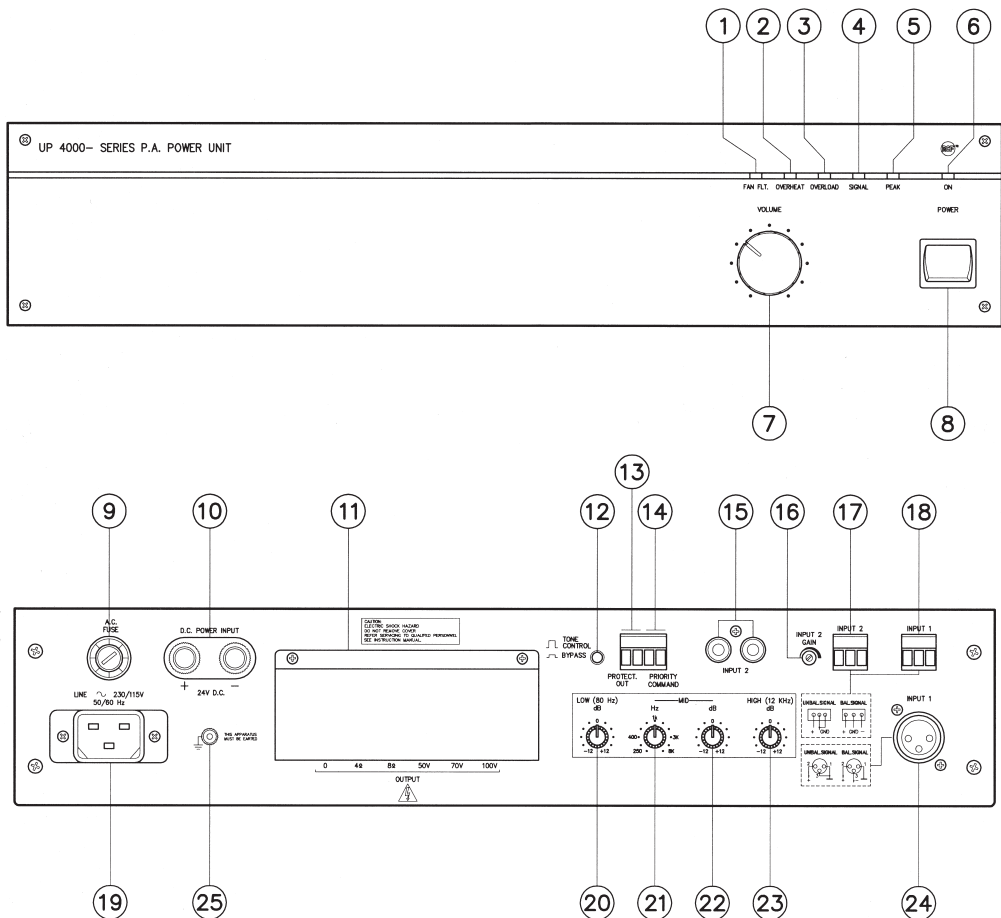 1 2 3 4 5 6
UP 4000- SERIES P.A. POWER UNIT
FAN FLT. OVERHEAT OVERLOAD SIGNAL PEAK ON
VOLUME POWER
7 8
13
9 10 11 12 14 15 16 17 18
A.C.
FUSE
D.C. POWER INPUT
+ 24V D.C. -
CAUTION
ELECTRIC SHOCK HAZARD
DO NOT REMOVE COVER
REFER SERVICING TO QUALIFIED PERSONNEL
SEE INSTRUCTION MANUAL.
TONE
CONTROL
BYPASS
PROTECT.
OUT
PRIORITY
COMMAND
INPUT 2
INPUT 2
GAIN
INPUT 2
INPUT 1
LINE ~ 230/115V
50/60 Hz
THIS APPARATUS
MUST BE EARTED
0 4Ω 8Ω 50V 70V 100V
OUTPUT
LOW (80 Hz)
dB
0
-12 +12
MID
Hz
1k
400 3K
250 8K
dB
0
-12 +12
HIGH (12 KHz)
dB
0
-12 +12
UNBAL.SIGNAL BAL.SIGNAL
+ GND + GND -
UNBAL.SIGNAL BAL.SIGNAL
INPUT 1
19 25 20 21 22 23 24